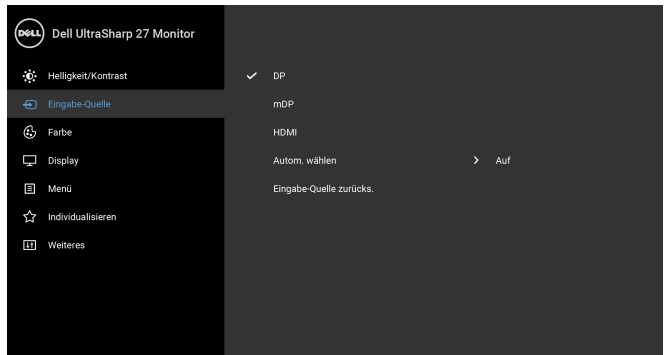 DELL
Dell UltraSharp 27 Monitor
Helligkeit/Kontrast
DP
Eingabe-Quelle
mDP
Farbe
HDMI
Display
Autom. wählen
Auf
Menü
Eingabe-Quelle zurücks.
Individualisieren
Weiteres